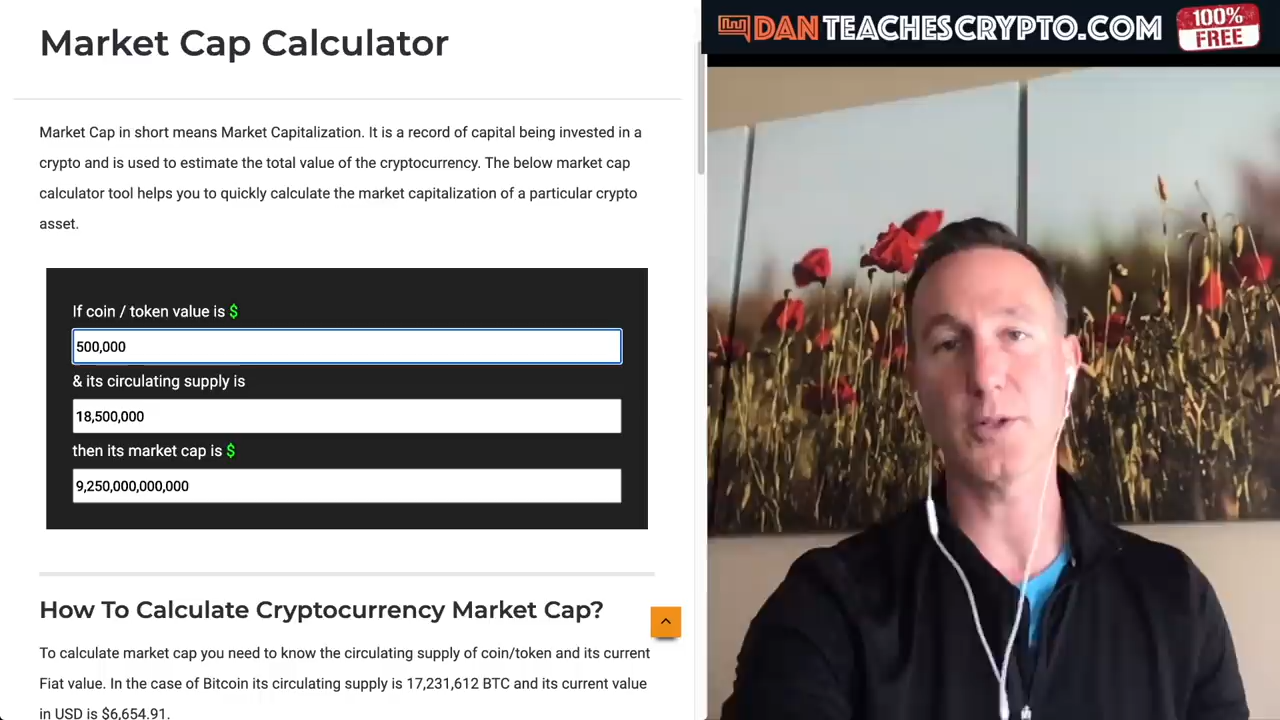 Market Cap Calculator
Market Cap in short means Market Capitalization. It is a record of capital being invested in a
crypto and is used to estimate the total value of the cryptocurrency. The below market cap
calculator tool helps you to quickly calculate the market capitalization of a particular crypto
asset.
If coin / token value is $
500,000
& its circulating supply is
18,500,000
then its market cap is $
9,250,000,000,000
How To Calculate Cryptocurrency Market Cap?
To calculate market cap you need to know the circulating supply of coin/token and its current
Fiat value. In the case of Bitcoin its circulating supply is 17,231,612 BTC and its current value
in USD is $6,654.91.
DANTEACHESCRYPTO.COM
100%
FREE